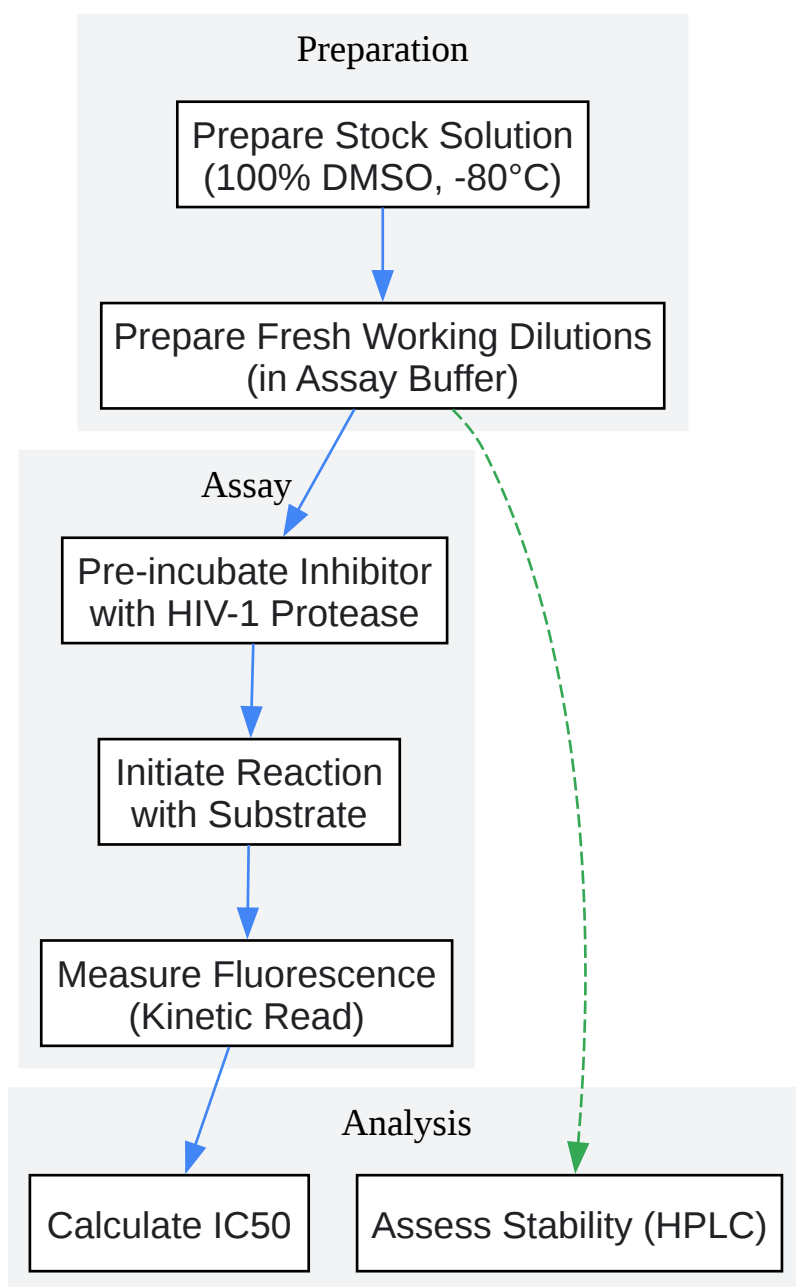 Preparation
Prepare Stock Solution
(100% DMSO, -80°C)
Prepare Fresh Working Dilutions
(in Assay Buffer)
Assay
Pre-incubate Inhibitor
with HIV-1 Protease
Initiate Reaction
with Substrate
Measure Fluorescence
(Kinetic Read)
Analysis
Calculate IC50
Assess Stability (HPLC)